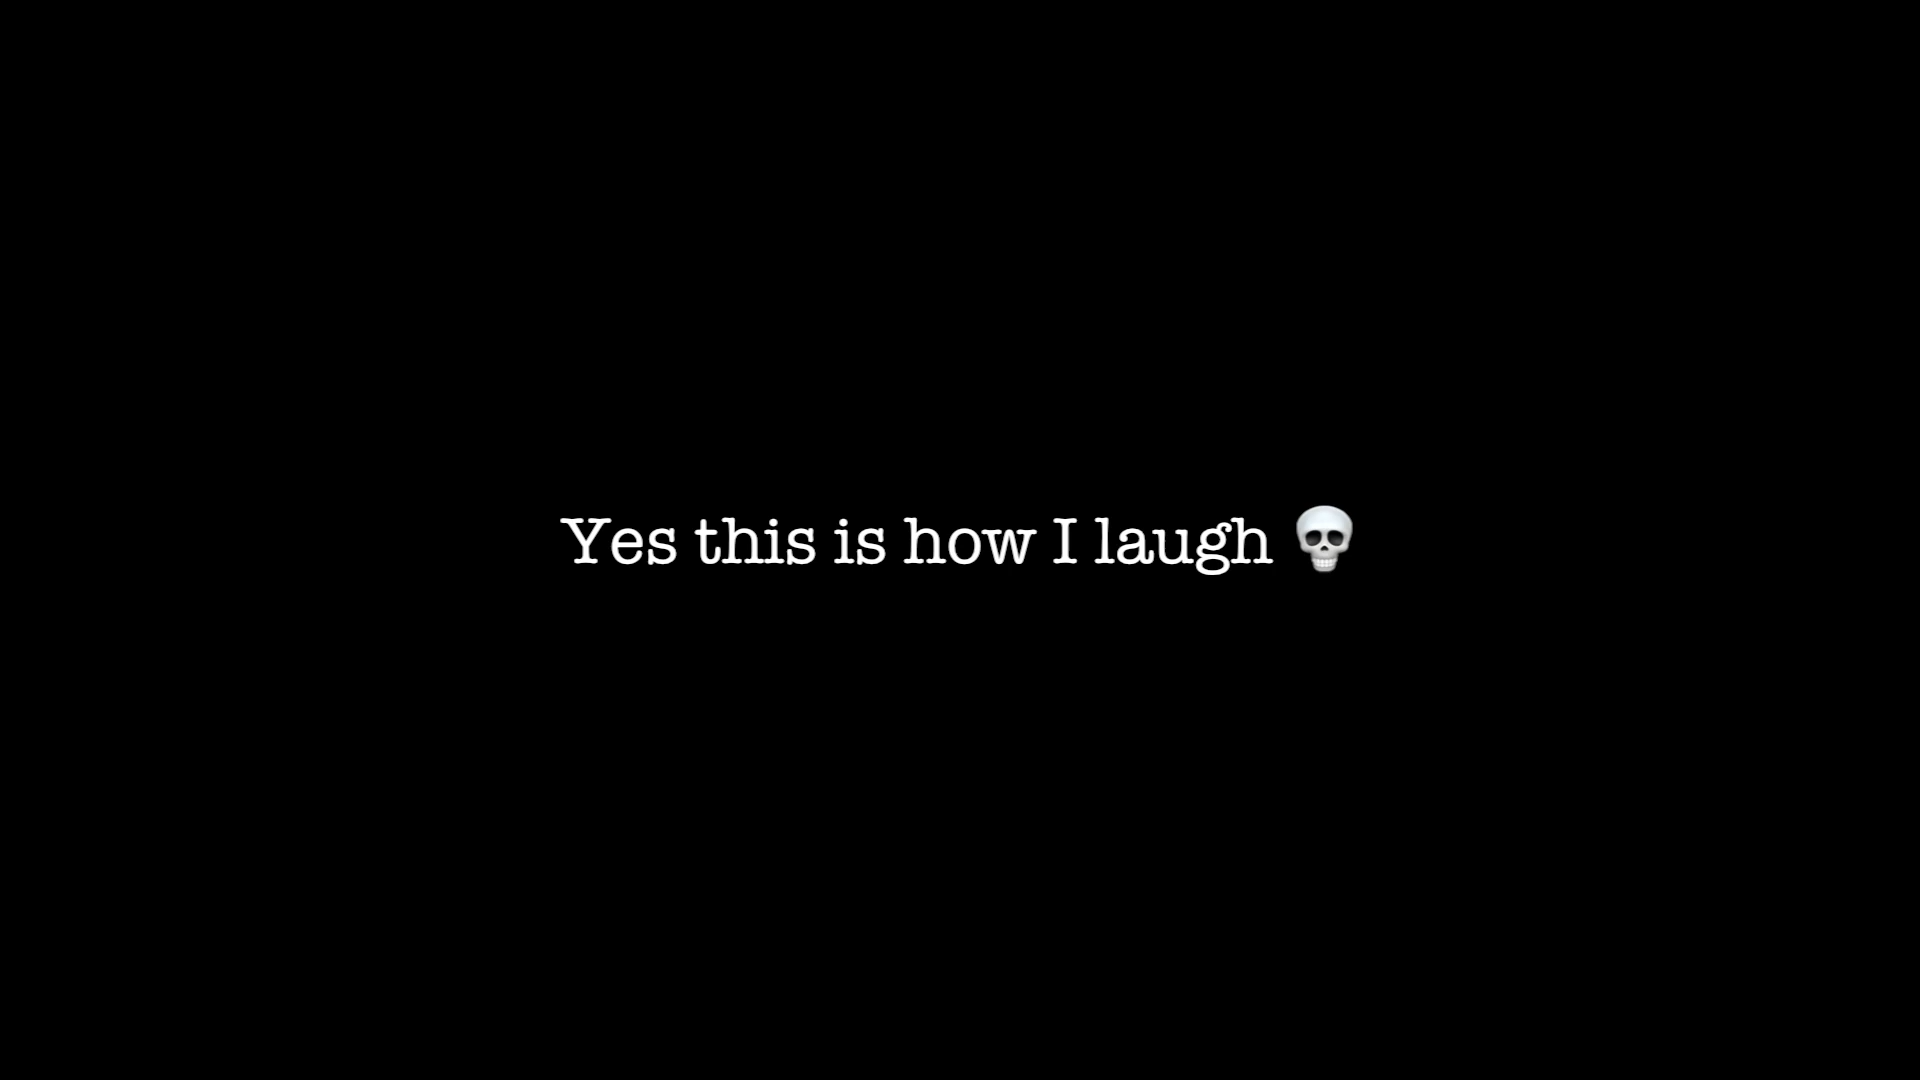 Yes this is how I laugh 💀